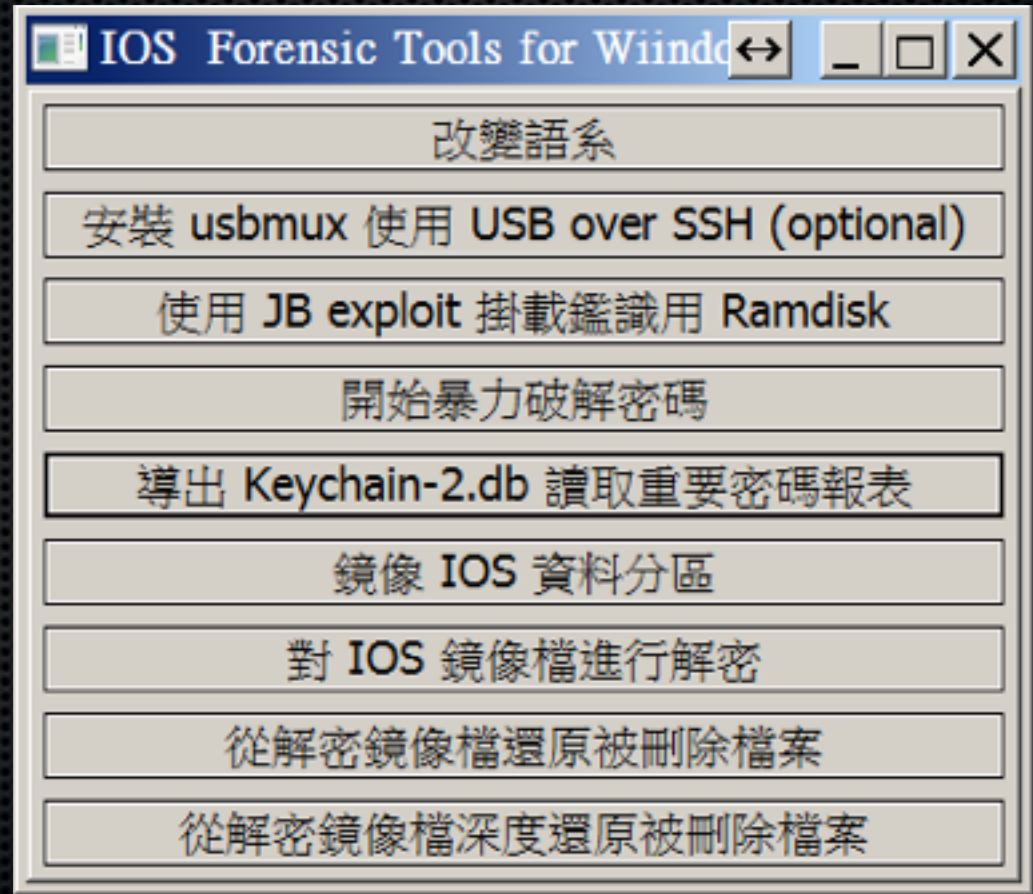 IOS Forensic Tools for Wiindo
改變語系
安裝 usbmux 使用 USB over SSH (optional)
使用 JB exploit 掛載鑑識用 Ramdisk
開始暴力破解密碼
導出 Keychain-2.db 讀取重要密碼報表
鏡像 IOS 資料分區
對 IOS 鏡像檔進行解密
從解密鏡像檔還原被刪除檔案
從解密鏡像檔深度還原被刪除檔案